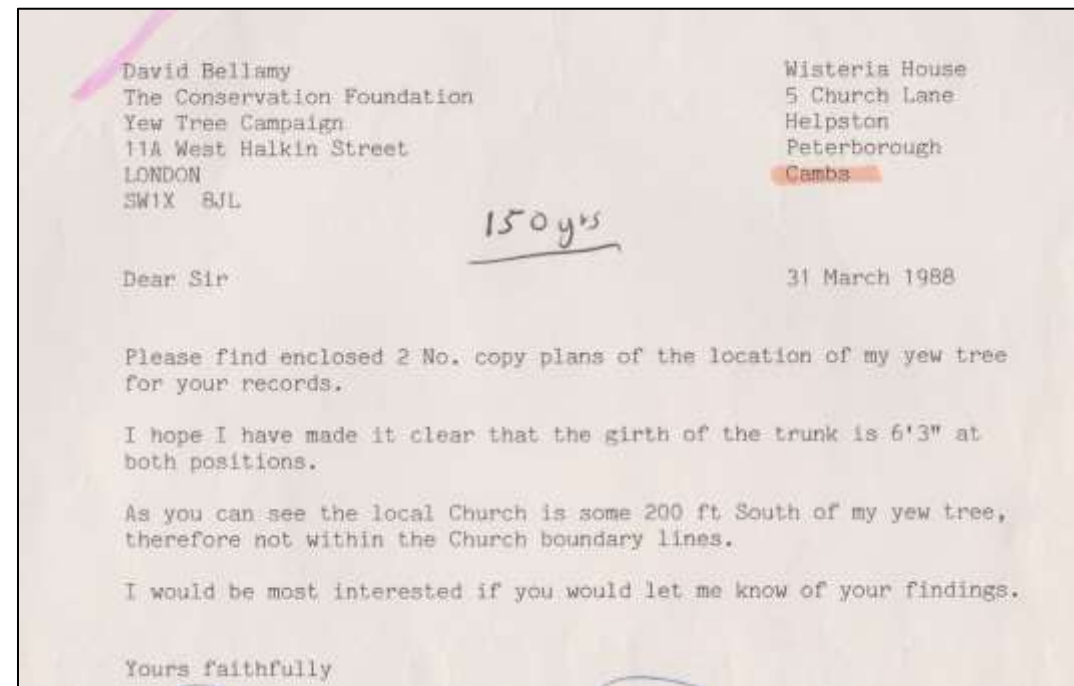 David Bellamy
The Conservation Foundation
Yew Tree Campaign
11A West Halkin Street
LONDON
SW1X 8JL
Wisteria House
5 Church Lane
Helpston
Peterborough
Cambs
150 yrs
Dear Sir
31 March 1988
Please find enclosed 2 No. copy plans of the location of my yew tree
for your records.
I hope I have made it clear that the girth of the trunk is 6'3" at
both positions.
As you can see the local Church is some 200 ft South of my yew tree,
therefore not within the Church boundary lines.
I would be most interested if you would let me know of your findings.
Yours faithfully